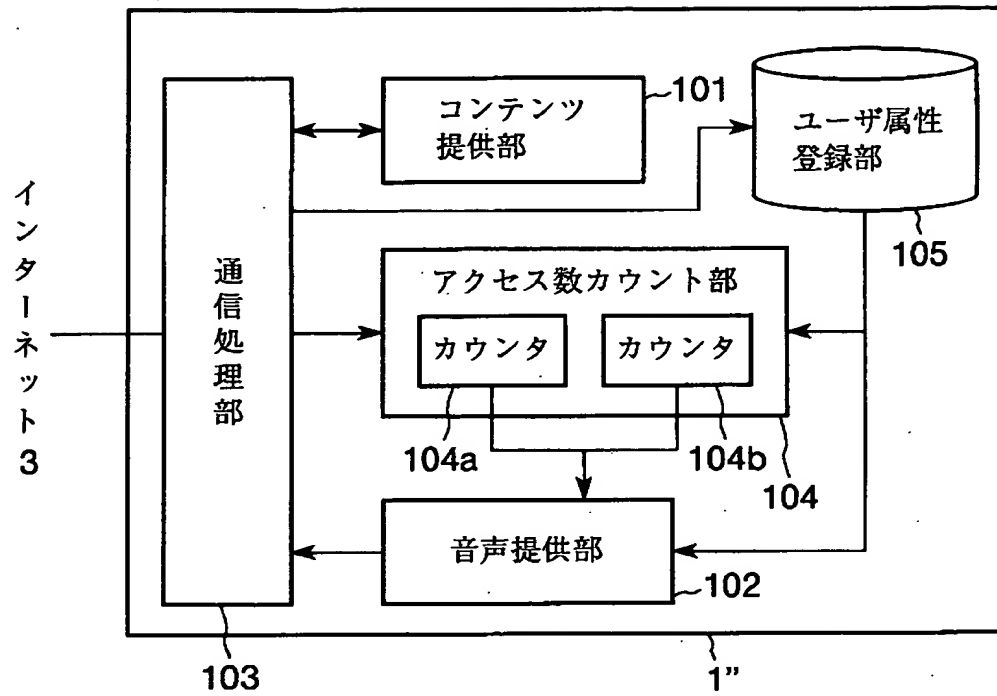 コンテンツ
提供部
101
ユーザ属性
登録部
105
インターネット3
通信処理部
103
アクセス数カウント部
カウンタ
カウンタ
104a
104b
104
音声提供部
102
1”